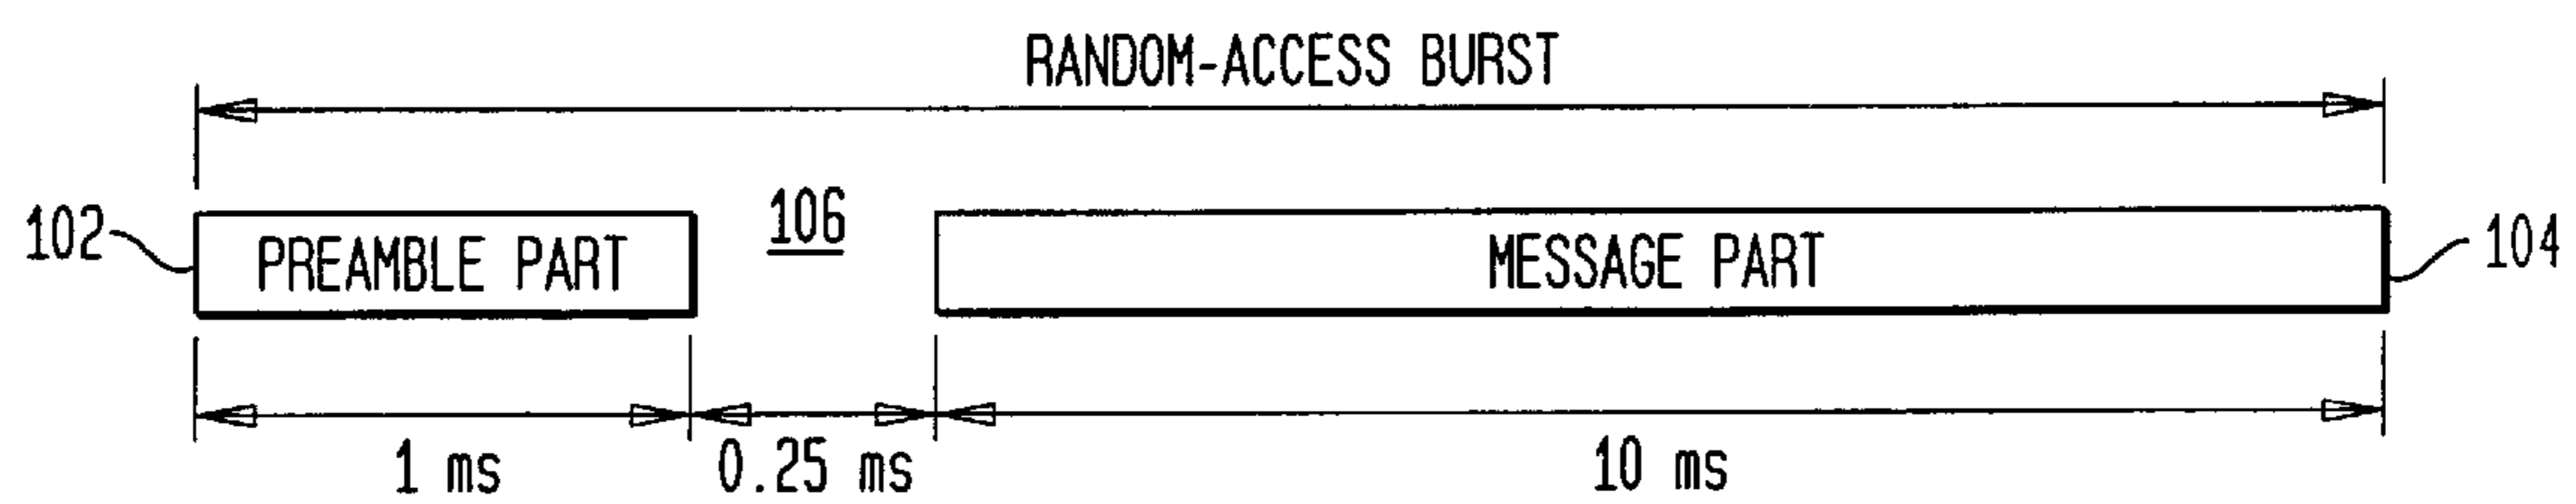 RANDOM-ACCESS BURST
106
102 PREAMBLE PART MESSAGE PART 104
1 ms 0.25 ms 10 ms